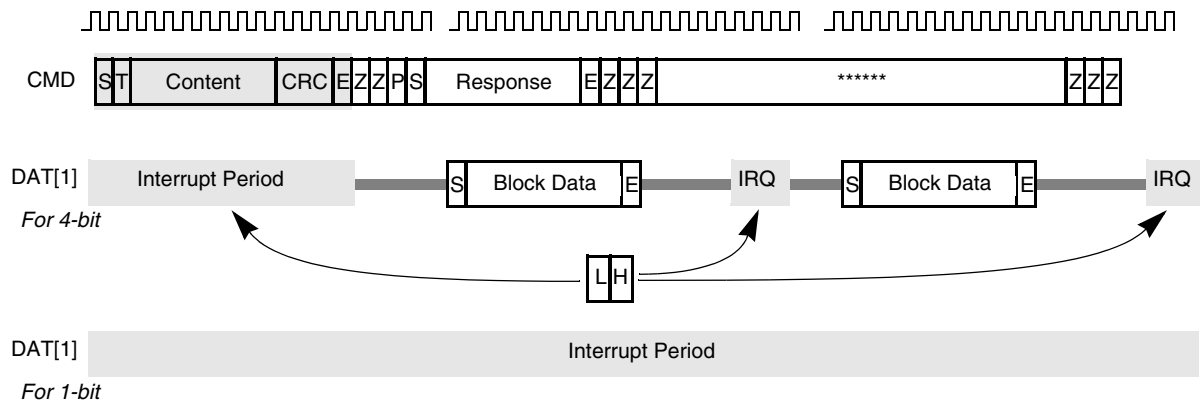 CMD S T Content CRC E Z Z P S Response E Z Z Z ****** Z Z Z
DAT[1] Interrupt Period S Block Data E IRQ S Block Data E IRQ
For 4-bit
L H
DAT[1] Interrupt Period
For 1-bit